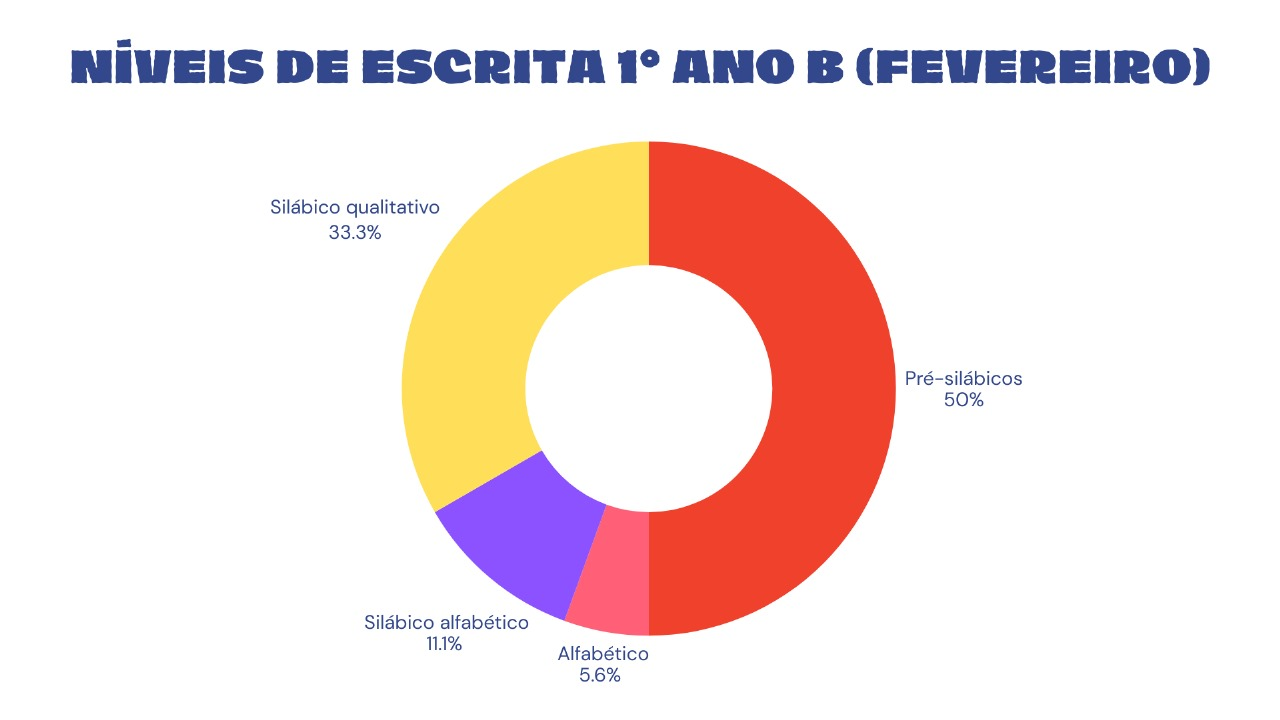 NÍVEIS DE ESCRITA 1° ANO B (FEVEREIRO)
Silábico qualitativo
33.3%
Pré-silábicos
50%
Silábico alfabético
11.1%
Alfabético
5.6%